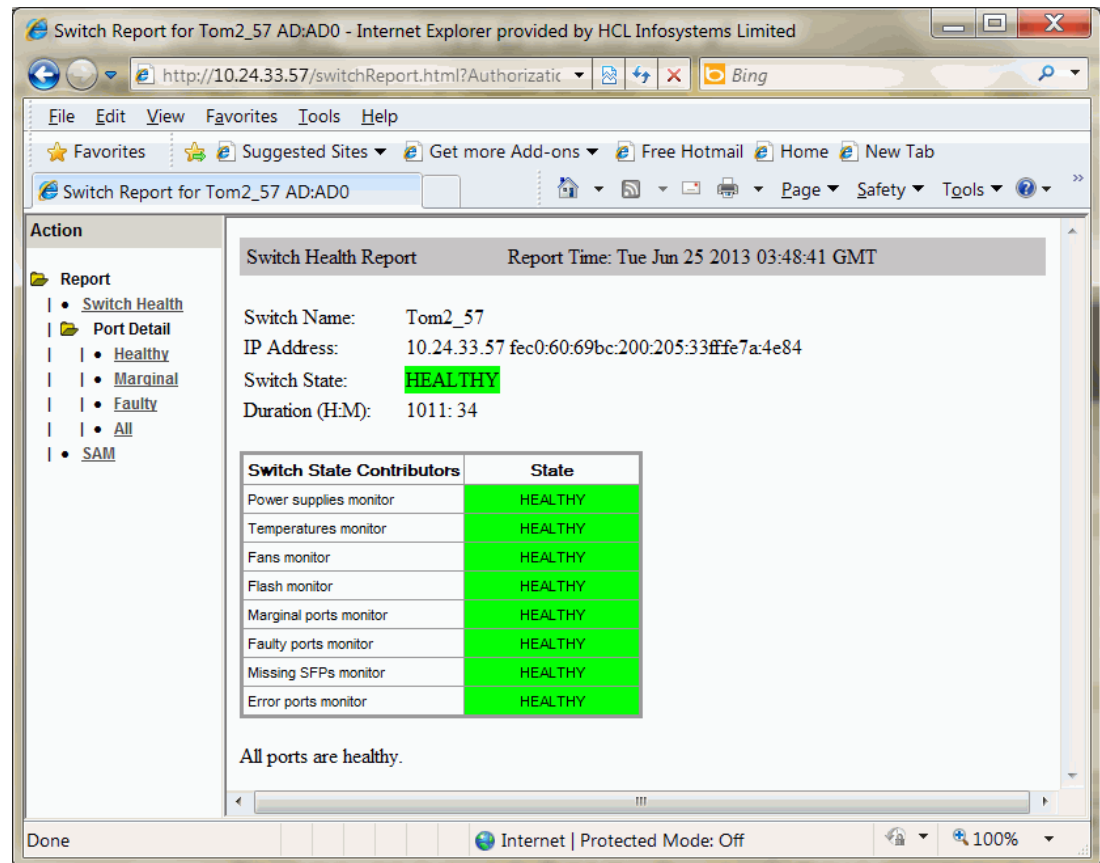 Switch Report for Tom2_57 AD:AD0 - Internet Explorer provided by HCL Infosystems Limited
http://10.24.33.57/switchReport.html?Authorizatic
Bing
File Edit View Favorites Tools Help
Favorites Suggested Sites Get more Add-ons Free Hotmail Home New Tab
Switch Report for Tom2_57 AD:AD0
Page Safety Tools
Action
Report
Switch Health
Port Detail
Healthy
Marginal
Faulty
All
SAM
Switch Health Report Report Time: Tue Jun 25 2013 03:48:41 GMT
Switch Name: Tom2_57
IP Address: 10.24.33.57 fec0:60:69bc:200:205:33ff:fe7a:4e84
Switch State: HEALTHY
Duration (H:M): 1011: 34
Switch State Contributors State
Power supplies monitor HEALTHY
Temperatures monitor HEALTHY
Fans monitor HEALTHY
Flash monitor HEALTHY
Marginal ports monitor HEALTHY
Faulty ports monitor HEALTHY
Missing SFPs monitor HEALTHY
Error ports monitor HEALTHY
All ports are healthy.
Done Internet | Protected Mode: Off 100%